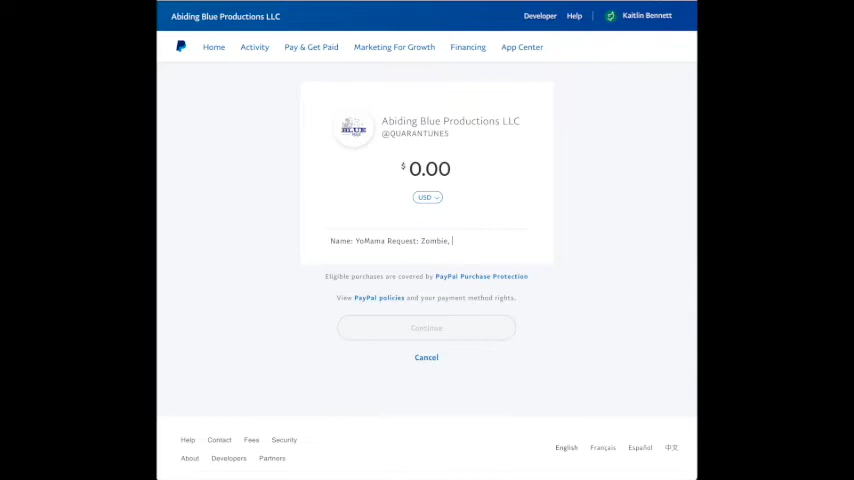 Abiding Blue Productions LLC
Developer Help Kaitlin Bennett
Home Activity Pay & Get Paid Marketing For Growth Financing App Center
BLUE
Abiding Blue Productions LLC
@QUARANTUNES
$ 0.00
USD
Name: YoMama Request: Zombie,
Eligible purchases are covered by PayPal Purchase Protection
View PayPal policies and your payment method rights.
Continue
Cancel
Help Contact Fees Security
English Français Español 中文
About Developers Partners